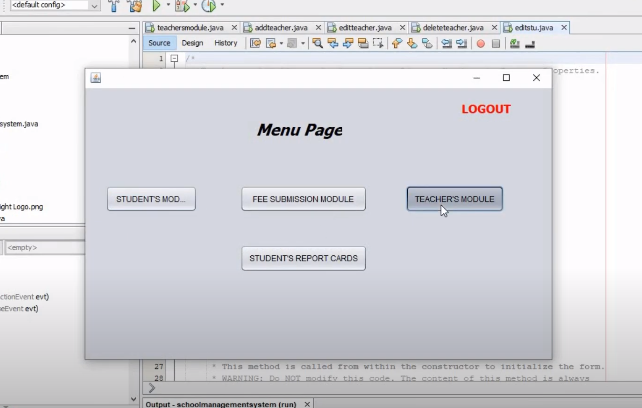 <default config>
teachersmodule.java
addteacher.java
editteacher.java
deleteteacher.java
editstu.java
Source
Design
History
1
/*
operties.
em
system.java
ght Logo.png
va
<empty>
ctionEvent evt)
seEvent evt)
LOGOUT
Menu Page
STUDENT'S MOD...
FEE SUBMISSION MODULE
TEACHER'S MODULE
STUDENT'S REPORT CARDS
27
* This method is called from within the constructor to initialize the form.
28
* WARNING: Do NOT modify this code. The content of this method is always
Output - schoolmanagementsystem (run)